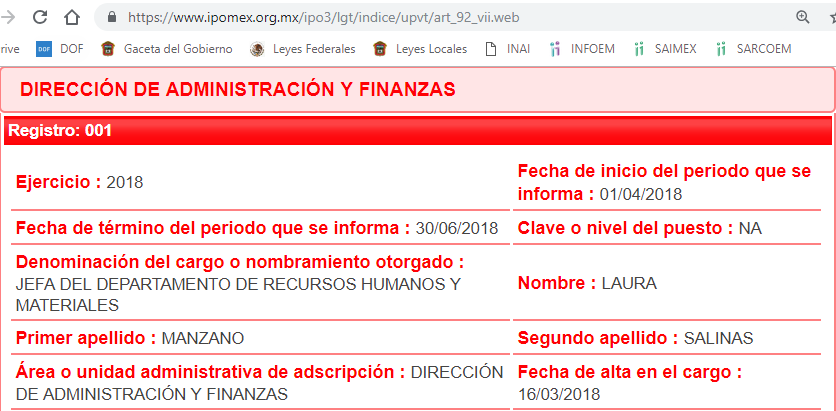 https://www.ipomex.org.mx/ipo3/lgt/indice/upvt/art_92_vii.web
rive DOF Gaceta del Gobierno Leyes Federales Leyes Locales INAI INFOEM SAIMEX SARCOEM
DIRECCIÓN DE ADMINISTRACIÓN Y FINANZAS
Registro: 001
Ejercicio : 2018
Fecha de inicio del periodo que se
informa : 01/04/2018
Fecha de término del periodo que se informa : 30/06/2018
Clave o nivel del puesto : NA
Denominación del cargo o nombramiento otorgado :
JEFA DEL DEPARTAMENTO DE RECURSOS HUMANOS Y
MATERIALES
Nombre : LAURA
Primer apellido : MANZANO
Segundo apellido : SALINAS
Área o unidad administrativa de adscripción : DIRECCIÓN
DE ADMINISTRACIÓN Y FINANZAS
Fecha de alta en el cargo :
16/03/2018